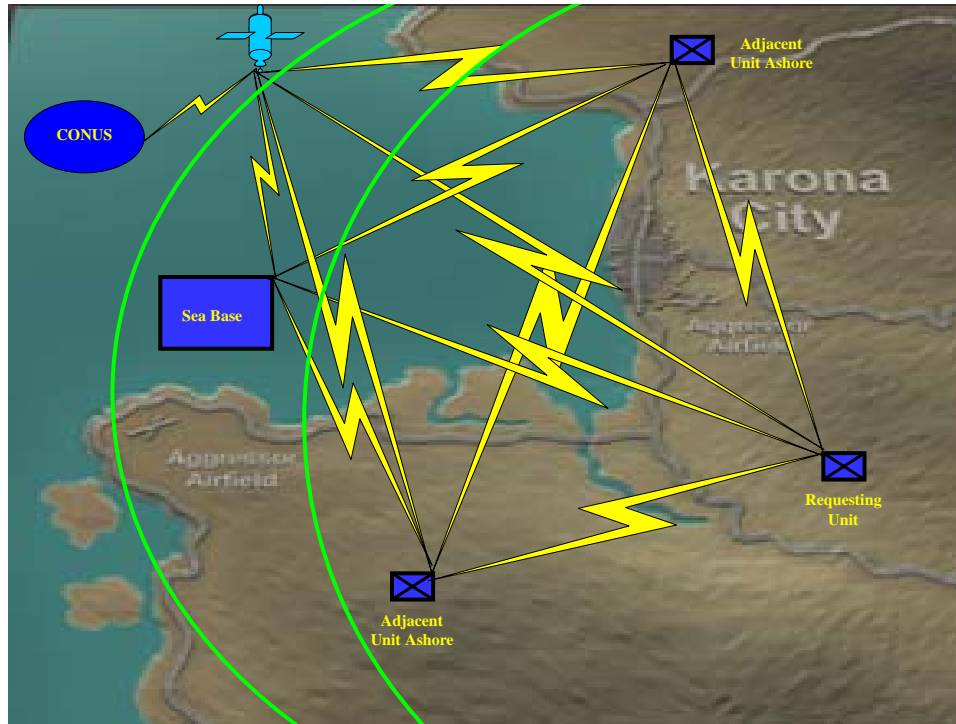 Adjacent
Unit Ashore
CONUS
Karona
City
Sea Base
Aggressor
Airfield
Aggressor
Airfield
Requesting
Unit
Adjacent
Unit Ashore